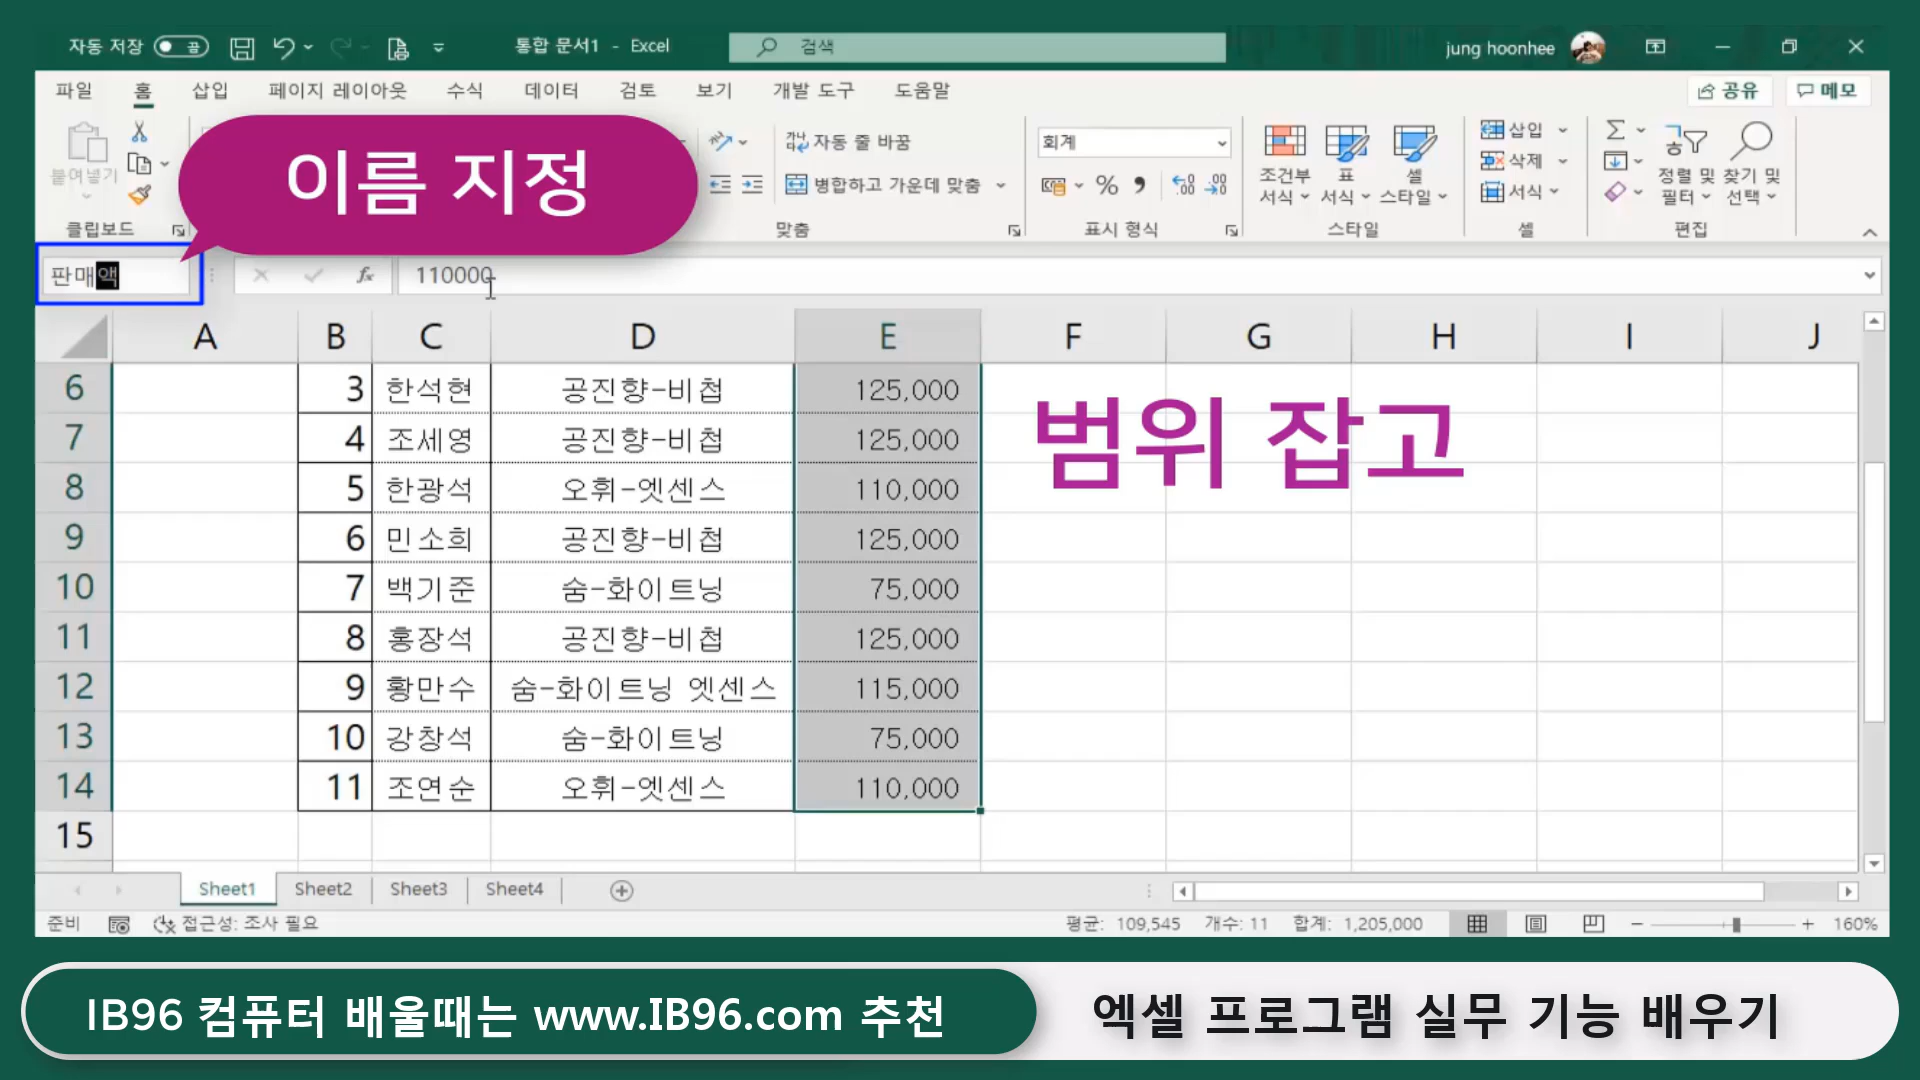 자동 저장 끔 통합 문서1 - Excel 검색 jung hoonhee
파일 홈 삽입 페이지 레이아웃 수식 데이터 검토 보기 개발 도구 도움말 공유 메모
붙여넣기
클립보드
이름 지정
자동 줄 바꿈
병합하고 가운데 맞춤
맞춤
회계
% , .00
표시 형식
조건부 서식
표 서식
셀 스타일
스타일
삽입
삭제
서식
셀
정렬 및 필터
찾기 및 선택
편집
판매액 fx 110000
A B C D E F G H I J
6 3 한석현 공진향-비첩 125,000
7 4 조세영 공진향-비첩 125,000
8 5 한광석 오휘-엣센스 110,000
9 6 민소희 공진향-비첩 125,000
10 7 백기준 숨-화이트닝 75,000
11 8 홍장석 공진향-비첩 125,000
12 9 황만수 숨-화이트닝 엣센스 115,000
13 10 강창석 숨-화이트닝 75,000
14 11 조연순 오휘-엣센스 110,000
15
범위 잡고
Sheet1 Sheet2 Sheet3 Sheet4
준비 접근성: 조사 필요 평균: 109,545 개수: 11 합계: 1,205,000 160%
IB96 컴퓨터 배울때는 www.IB96.com 추천
엑셀 프로그램 실무 기능 배우기